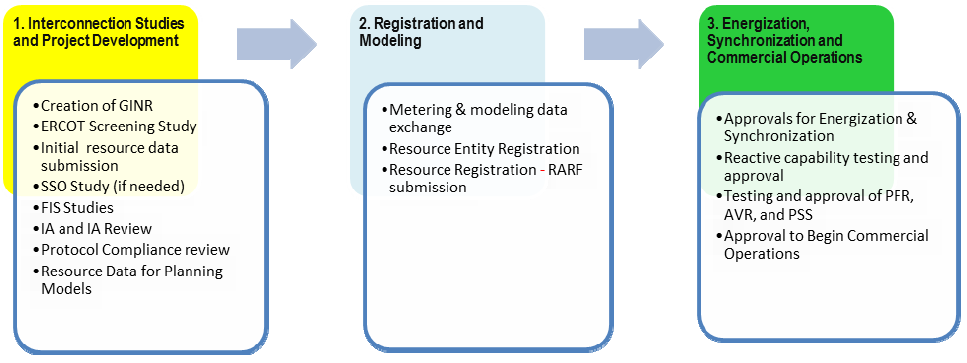 1. Interconnection Studies
and Project Development
•Creation of GINR
•ERCOT Screening Study
•Initial resource data
submission
•SSO Study (if needed)
•FIS Studies
•IA and IA Review
•Protocol Compliance review
•Resource Data for Planning
Models
2. Registration and
Modeling
•Metering & modeling data
exchange
•Resource Entity Registration
•Resource Registration - RARF
submission
3. Energization,
Synchronization and
Commercial Operations
•Approvals for Energization &
Synchronization
•Reactive capability testing and
approval
•Testing and approval of PFR,
AVR, and PSS
•Approval to Begin Commercial
Operations